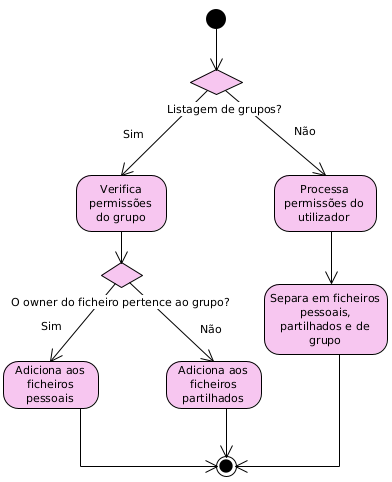 Listagem de grupos?
Sim
Não
Verifica
permissões
do grupo
Processa
permissões do
utilizador
O owner do ficheiro pertence ao grupo?
Sim
Não
Separa em ficheiros
pessoais,
partilhados e de
grupo
Adiciona aos
ficheiros
pessoais
Adiciona aos
ficheiros
partilhados